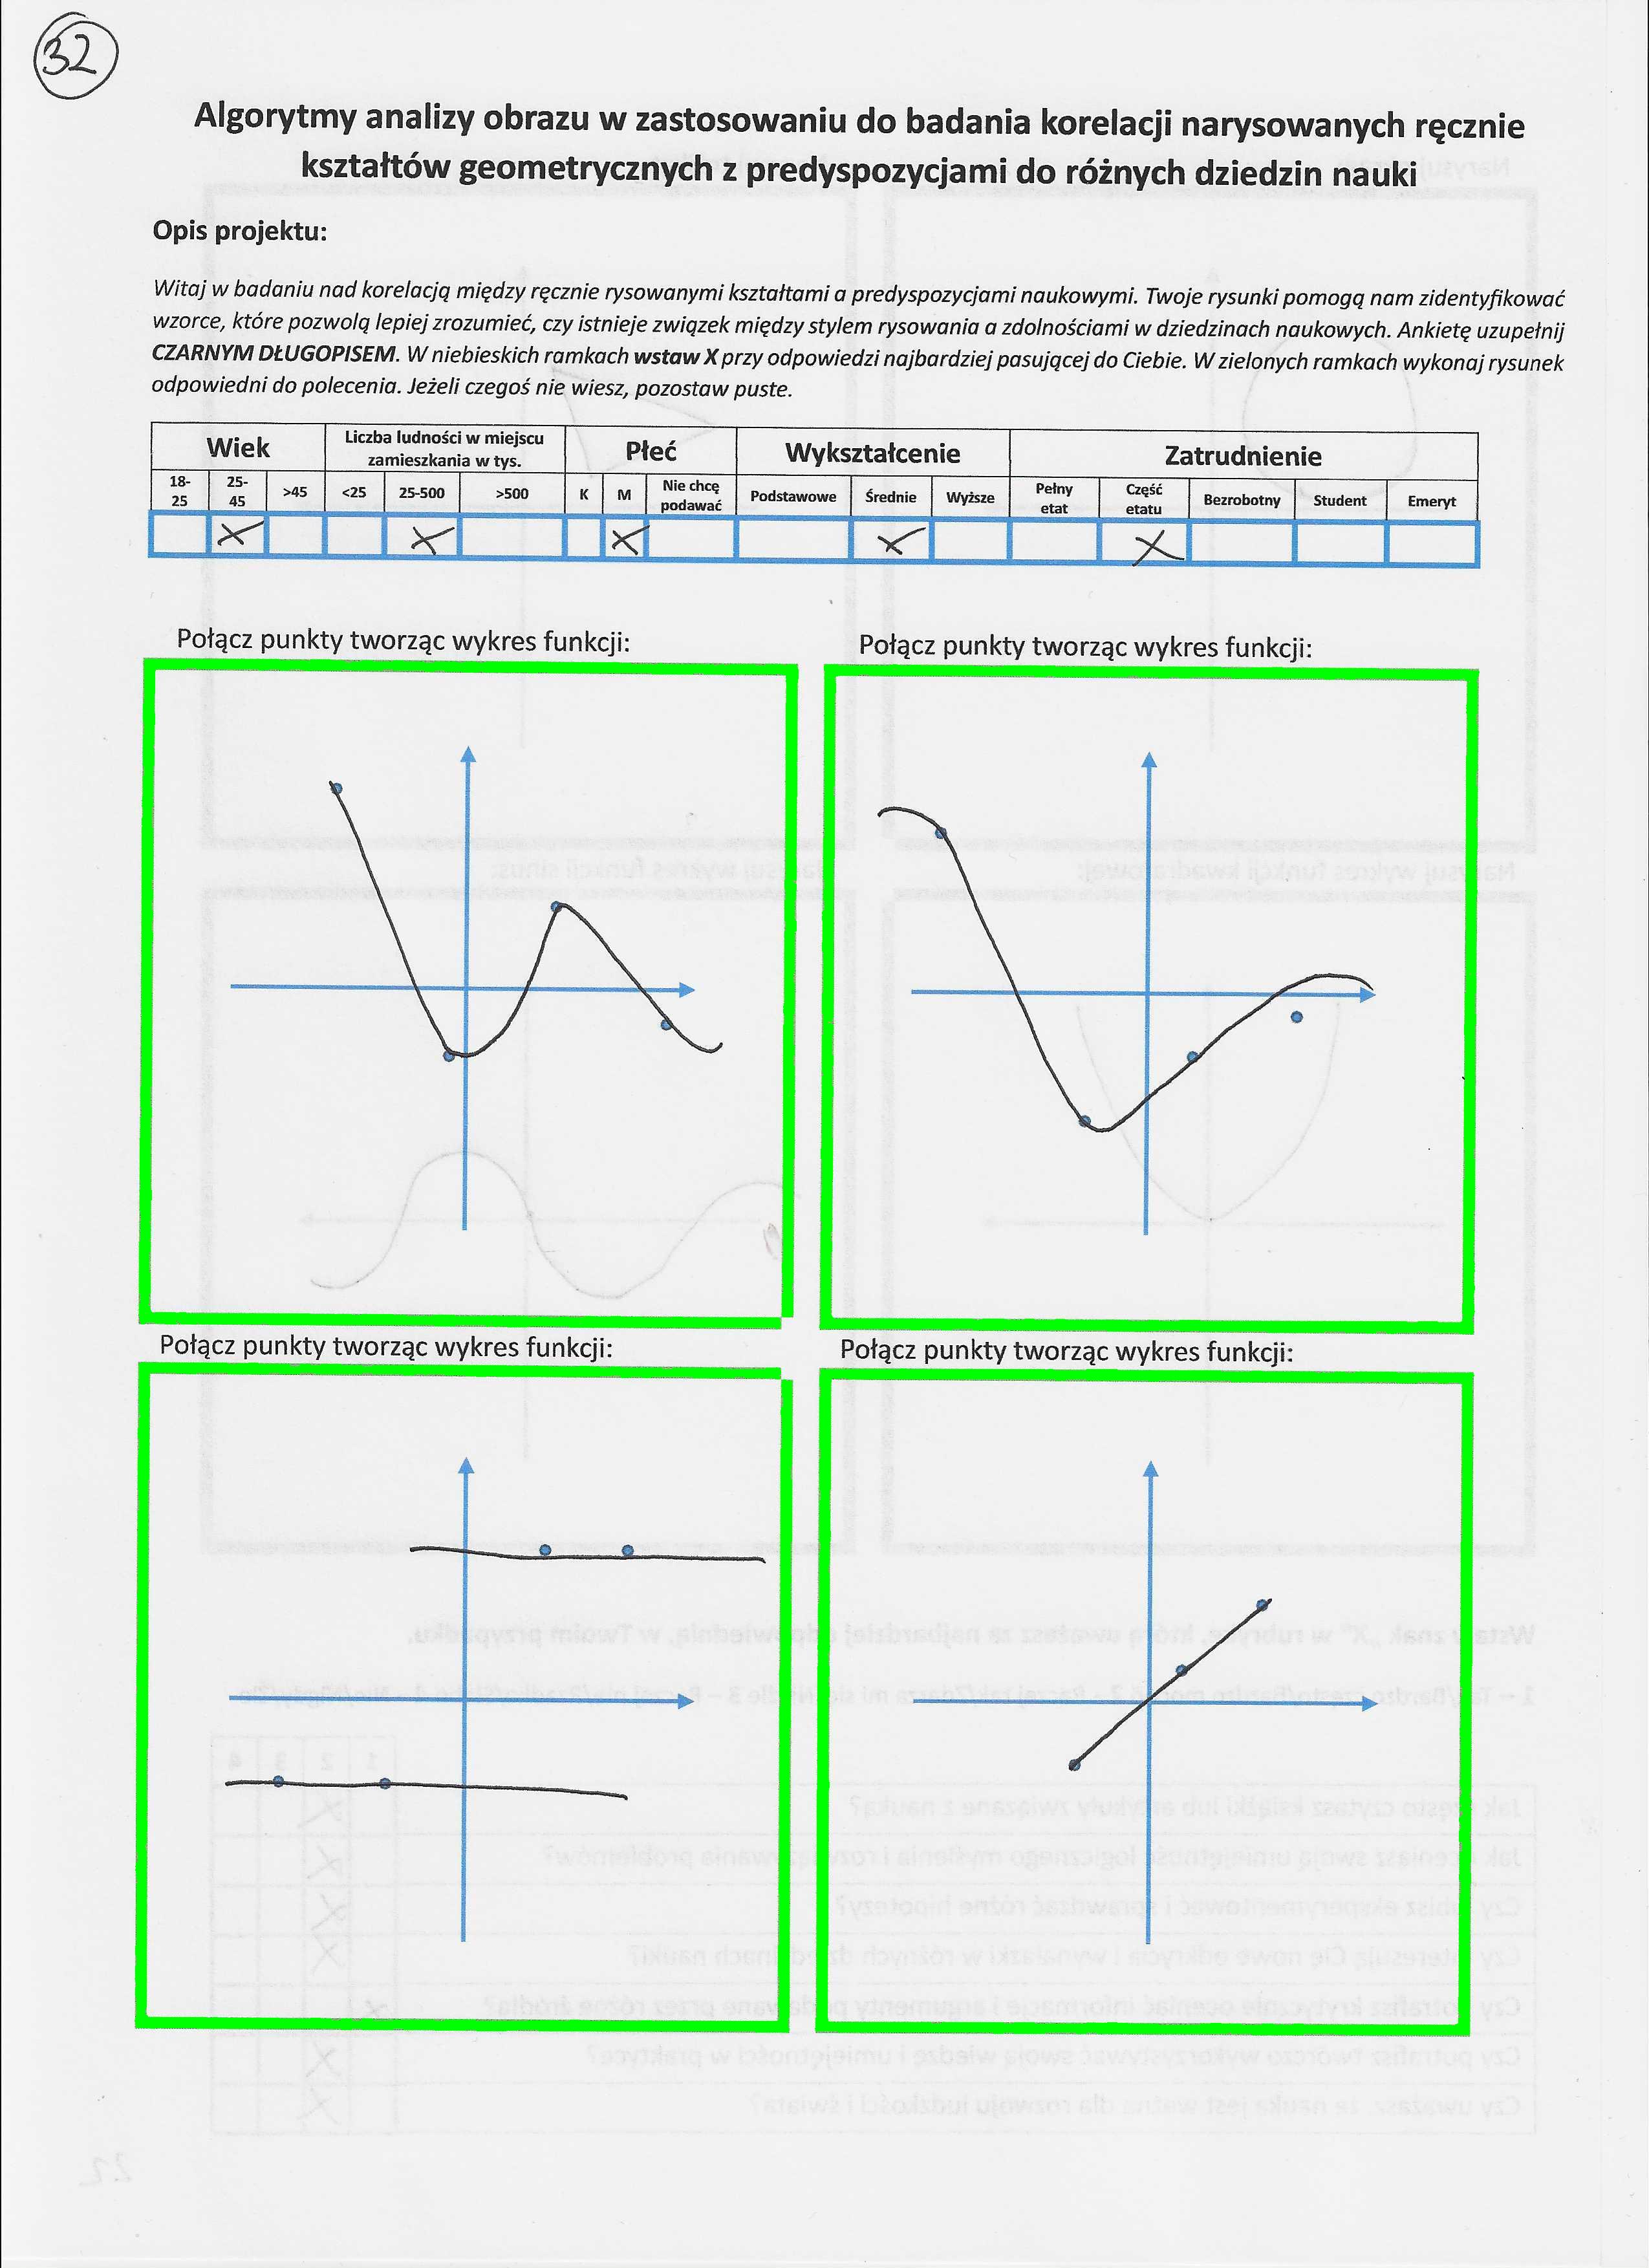 32
Algorytmy analizy obrazu w zastosowaniu do badania korelacji narysowanych ręcznie
kształtów geometrycznych z predyspozycjami do różnych dziedzin nauki
Opis projektu:
Witaj w badaniu nad korelacją między ręcznie rysowanymi kształtami a predyspozycjami naukowymi. Twoje rysunki pomogą nam zidentyfikować
wzorce, które pozwolą lepiej zrozumieć, czy istnieje związek między stylem rysowania a zdolnościami w dziedzinach naukowych. Ankietę uzupełnij
CZARNYM DŁUGOPISEM. W niebieskich ramkach wstaw X przy odpowiedzi najbardziej pasującej do Ciebie. W zielonych ramkach wykonaj rysunek
odpowiedni do polecenia. Jeżeli czegoś nie wiesz, pozostaw puste.
Wiek Liczba ludności w miejscu zamieszkania w tys. Płeć Wykształcenie Zatrudnienie
18-25 25-45 >45 <25 25-500 >500 K M Nie chcę podawać Podstawowe Średnie Wyższe Pełny etat Część etatu Bezrobotny Student Emeryt
X X X X X
Połącz punkty tworząc wykres funkcji: Połącz punkty tworząc wykres funkcji:
Połącz punkty tworząc wykres funkcji: Połącz punkty tworząc wykres funkcji: